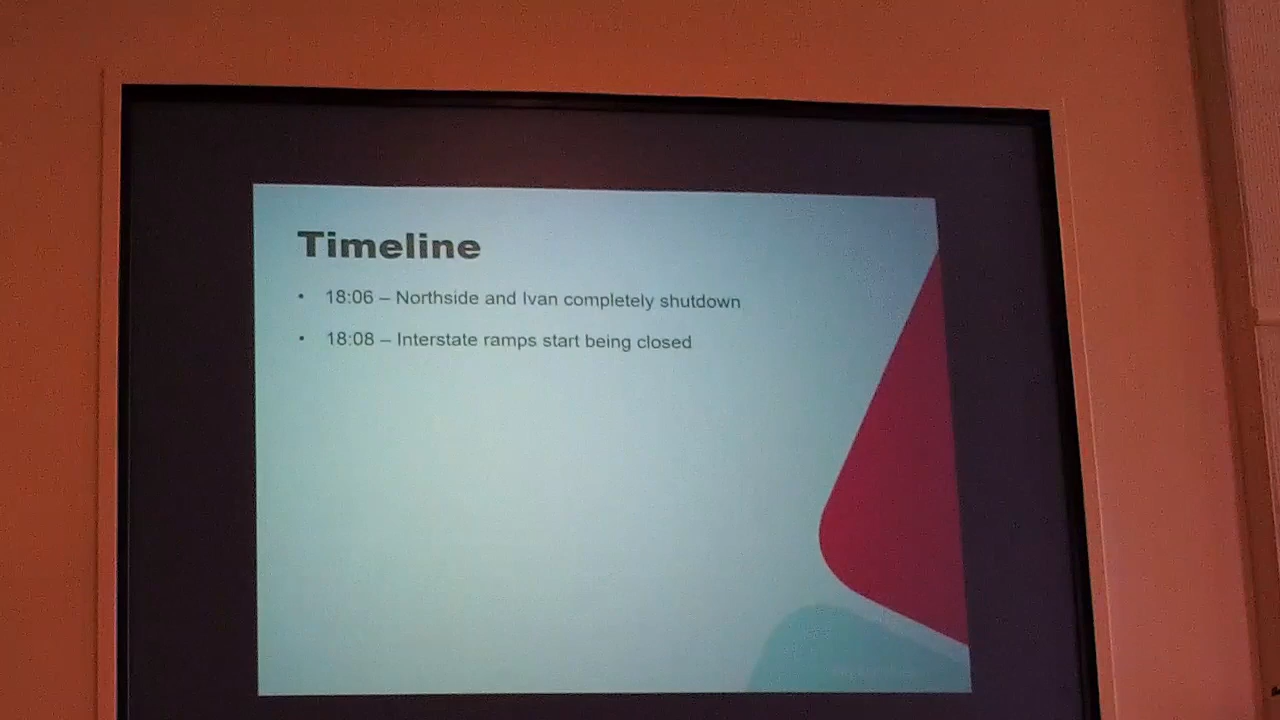 Timeline
• 18:06 – Northside and Ivan completely shutdown
• 18:08 – Interstate ramps start being closed